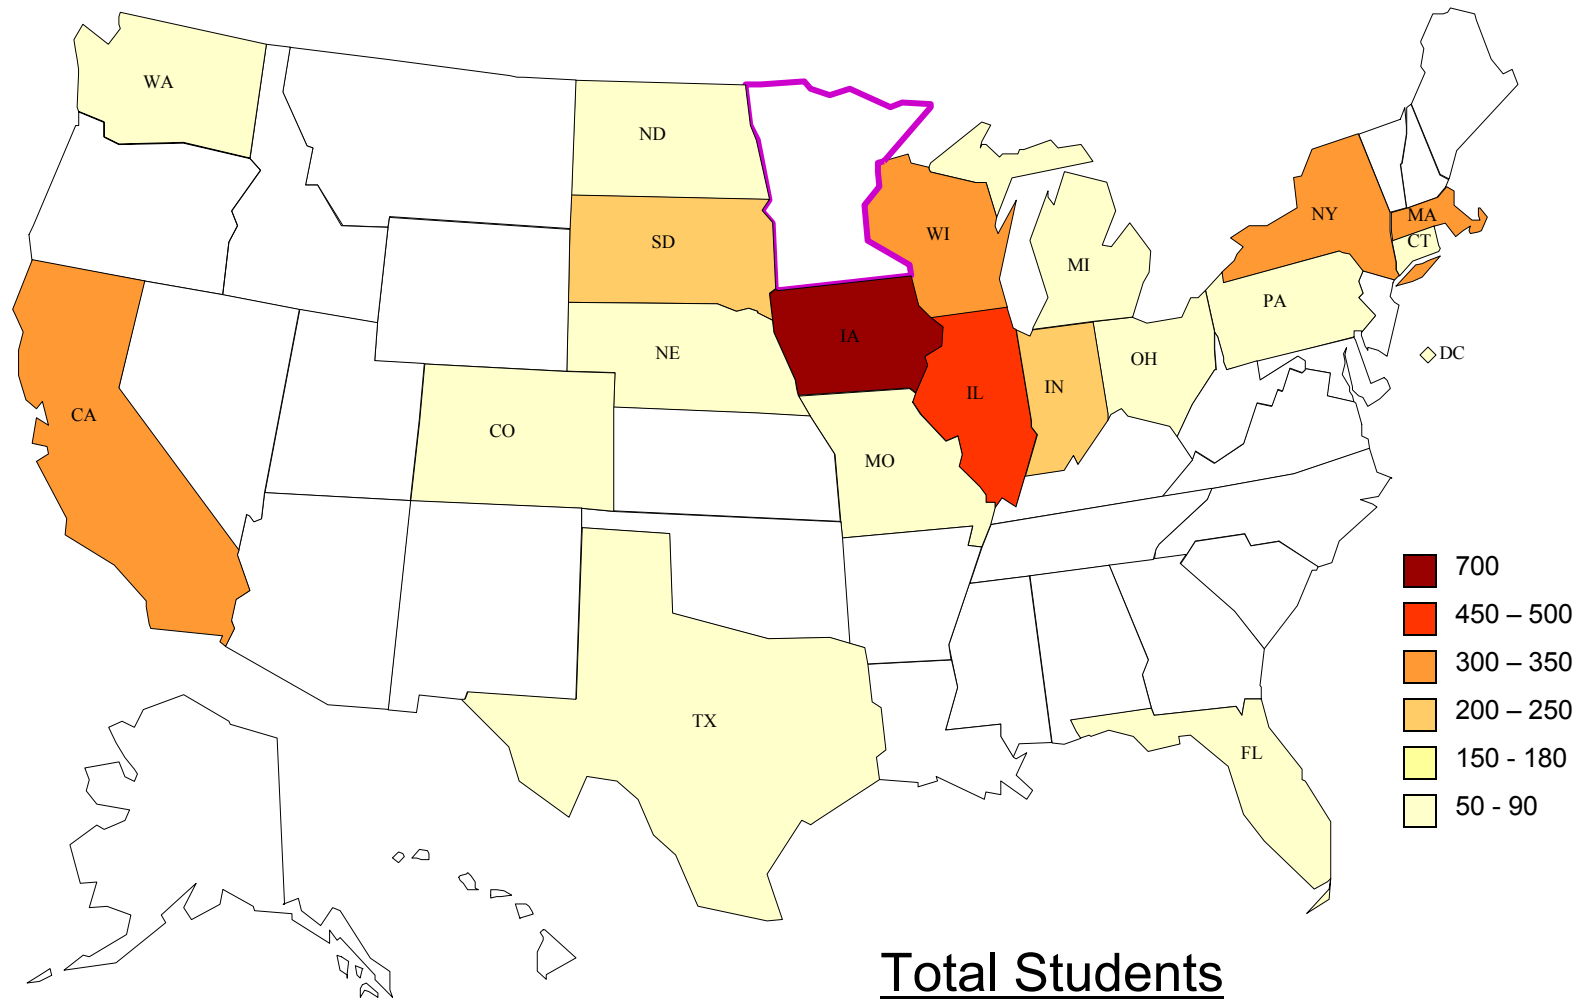 WA
ND
SD
NE
CO
CA
TX
WI
MI
IA
IL
IN
OH
MO
NY
MA
CT
PA
DC
FL
700
450 – 500
300 – 350
200 – 250
150 - 180
50 - 90
Total Students